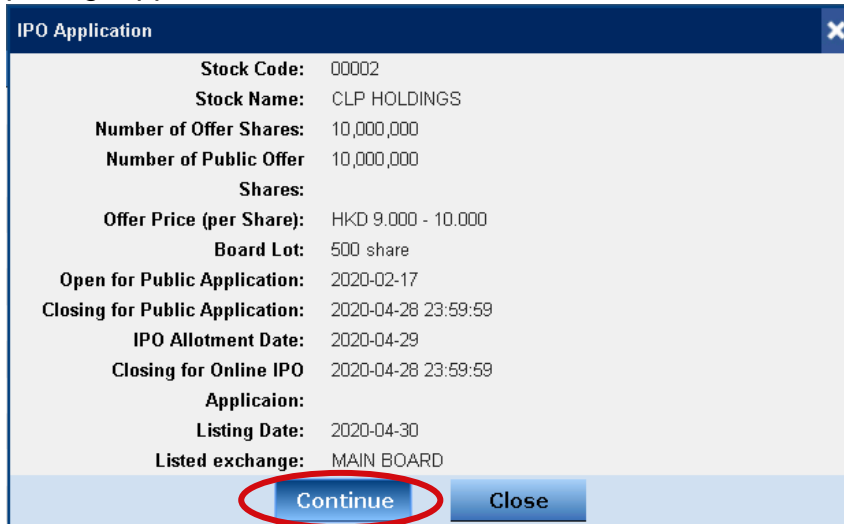 IPO Application
Stock Code: 00002
Stock Name: CLP HOLDINGS
Number of Offer Shares: 10,000,000
Number of Public Offer 10,000,000
Shares:
Offer Price (per Share): HKD 9.000 - 10.000
Board Lot: 500 share
Open for Public Application: 2020-02-17
Closing for Public Application: 2020-04-28 23:59:59
IPO Allotment Date: 2020-04-29
Closing for Online IPO 2020-04-28 23:59:59
Applicaion:
Listing Date: 2020-04-30
Listed exchange: MAIN BOARD
Continue Close